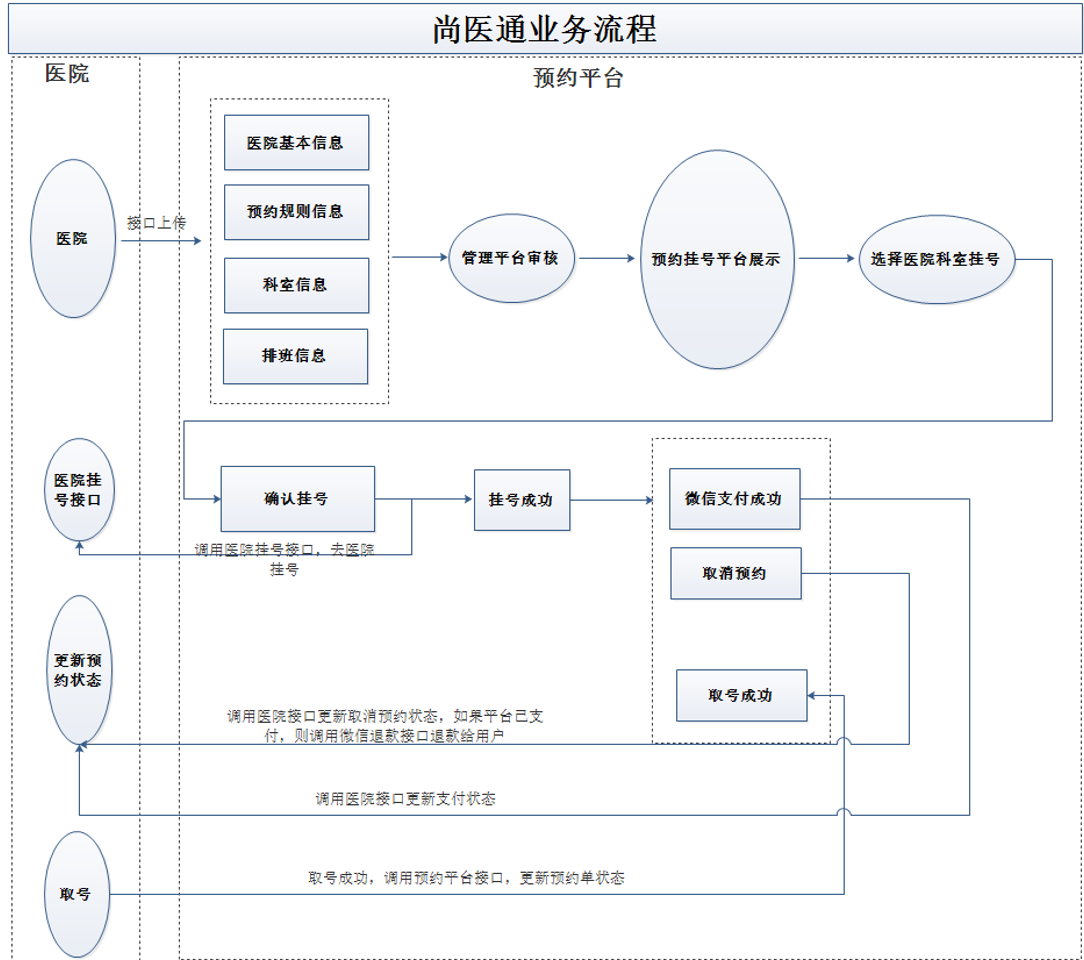 尚医通业务流程
医院
预约平台
医院基本信息
预约规则信息
科室信息
排班信息
医院
接口上传
管理平台审核
预约挂号平台展示
选择医院科室挂号
医院挂
号接口
确认挂号
挂号成功
微信支付成功
调用医院挂号接口，去医院
挂号
取消预约
更新预
约状态
取号成功
调用医院接口更新取消预约状态，如果平台已支
付，则调用微信退款接口退款给用户
调用医院接口更新支付状态
取号
取号成功，调用预约平台接口，更新预约单状态